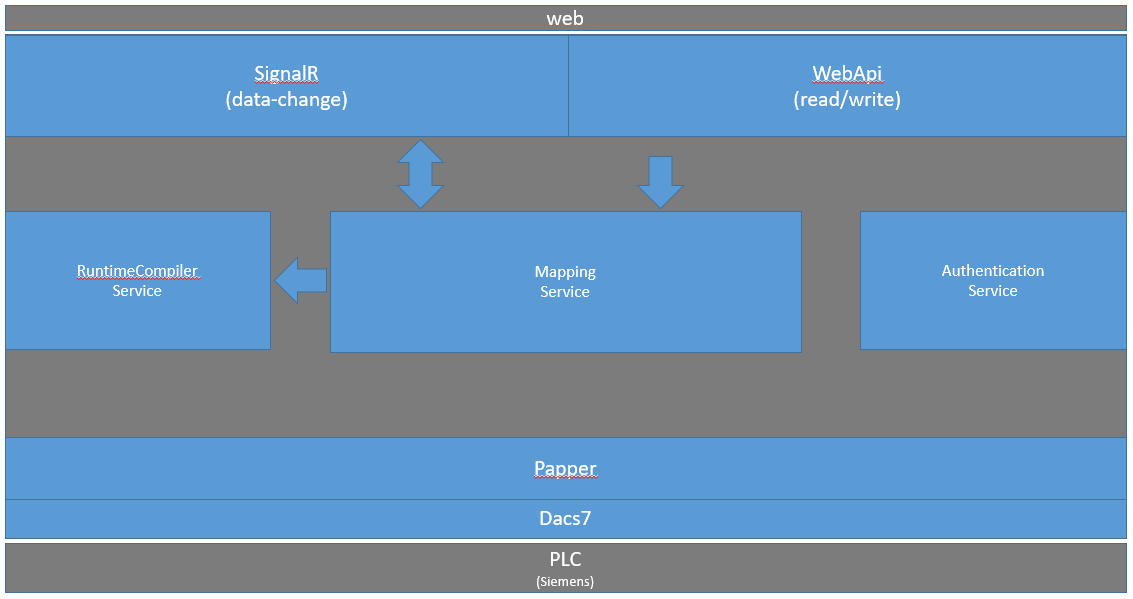 web
SignalR
(data-change)
WebApi
(read/write)
RuntimeCompiler
Service
Mapping
Service
Authentication
Service
Papper
Dacs7
PLC
(Siemens)